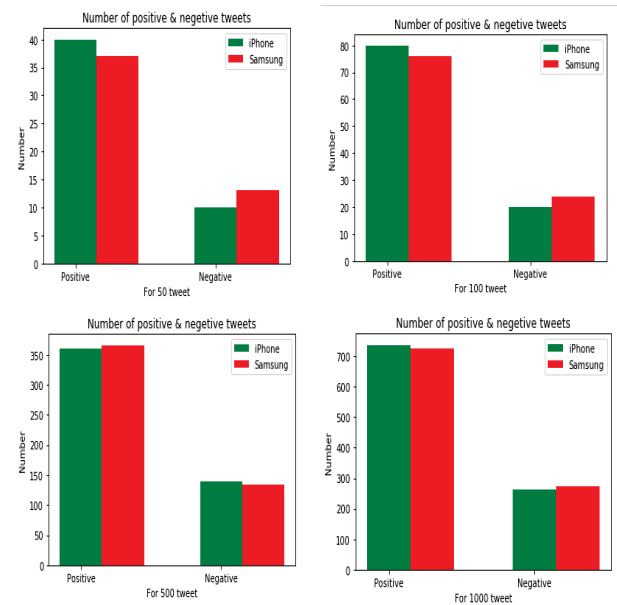 Number of positive & negetive tweets
40
35
30
25
20
15
10
5
0
Number
iPhone
Samsung
Positive
Negative
For 50 tweet
Number of positive & negetive tweets
80
70
60
50
40
30
20
10
0
Number
iPhone
Samsung
Positive
Negative
For 100 tweet
Number of positive & negetive tweets
350
300
250
200
150
100
50
0
Number
iPhone
Samsung
Positive
Negative
For 500 tweet
Number of positive & negetive tweets
700
600
500
400
300
200
100
0
Number
iPhone
Samsung
Positive
Negative
For 1000 tweet